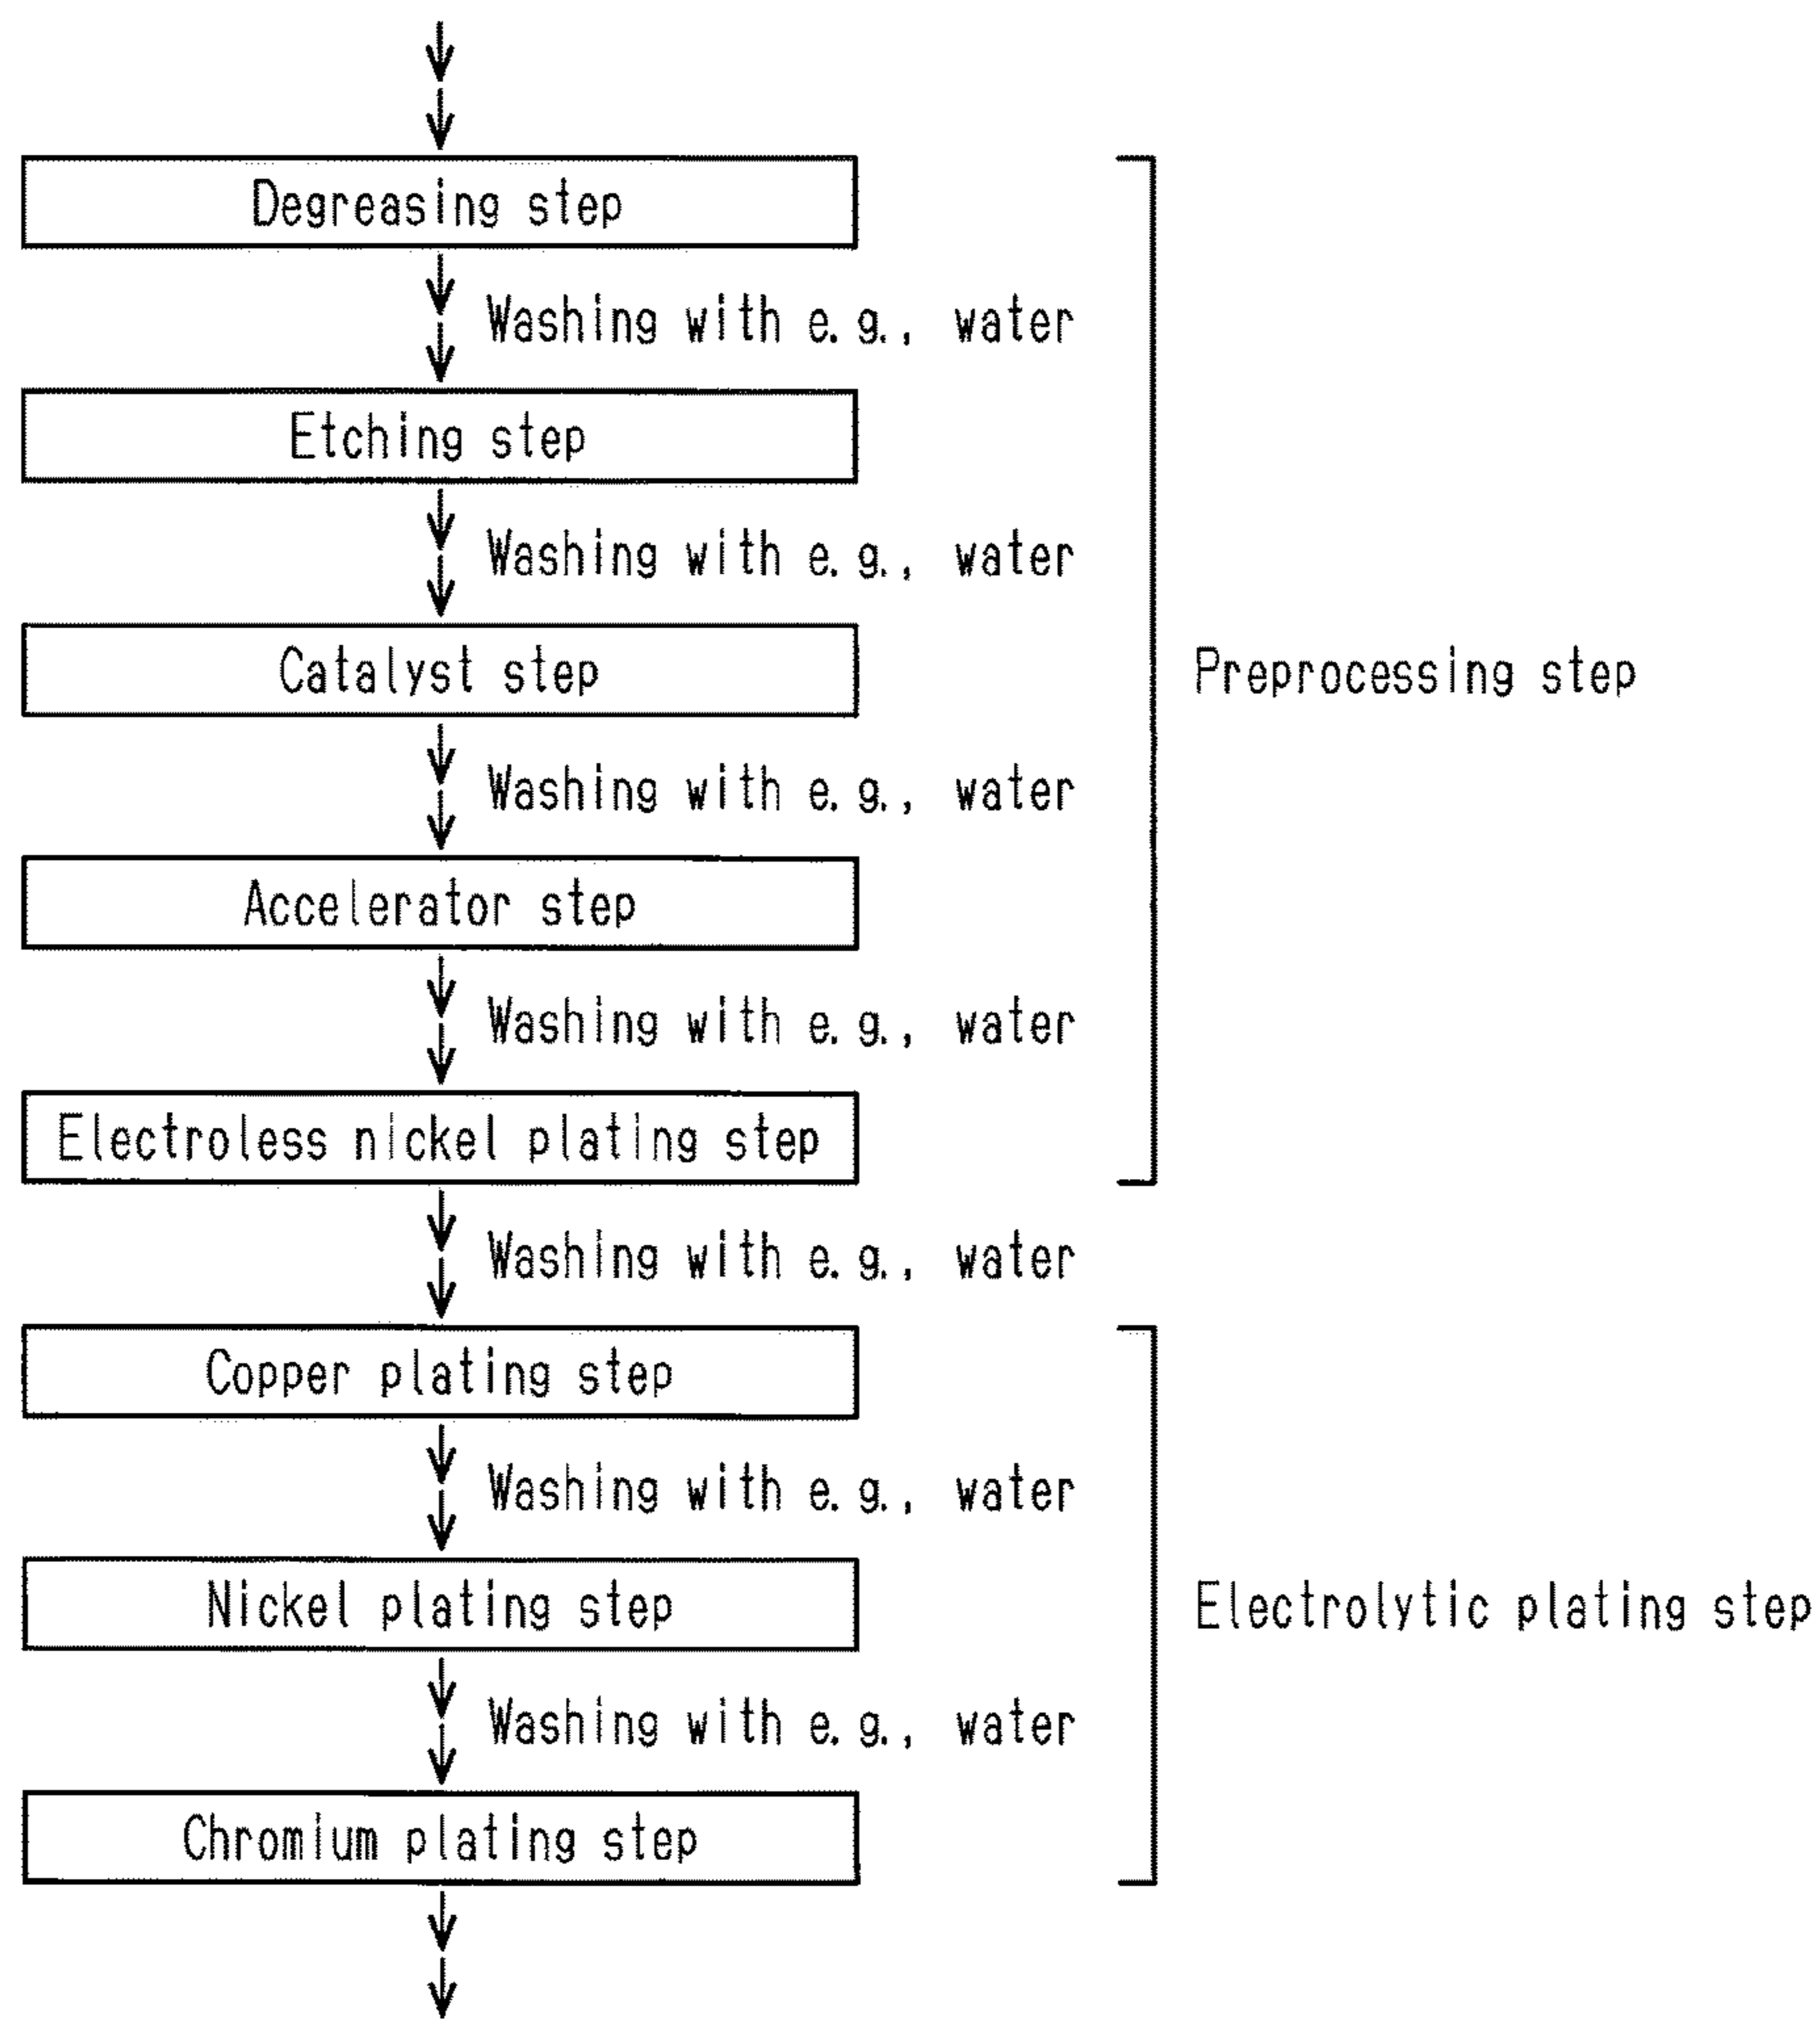 Degreasing step
Washing with e.g., water
Etching step
Washing with e.g., water
Catalyst step
Preprocessing step
Washing with e.g., water
Accelerator step
Washing with e.g., water
Electroless nickel plating step
Washing with e.g., water
Copper plating step
Washing with e.g., water
Nickel plating step
Electrolytic plating step
Washing with e.g., water
Chromium plating step